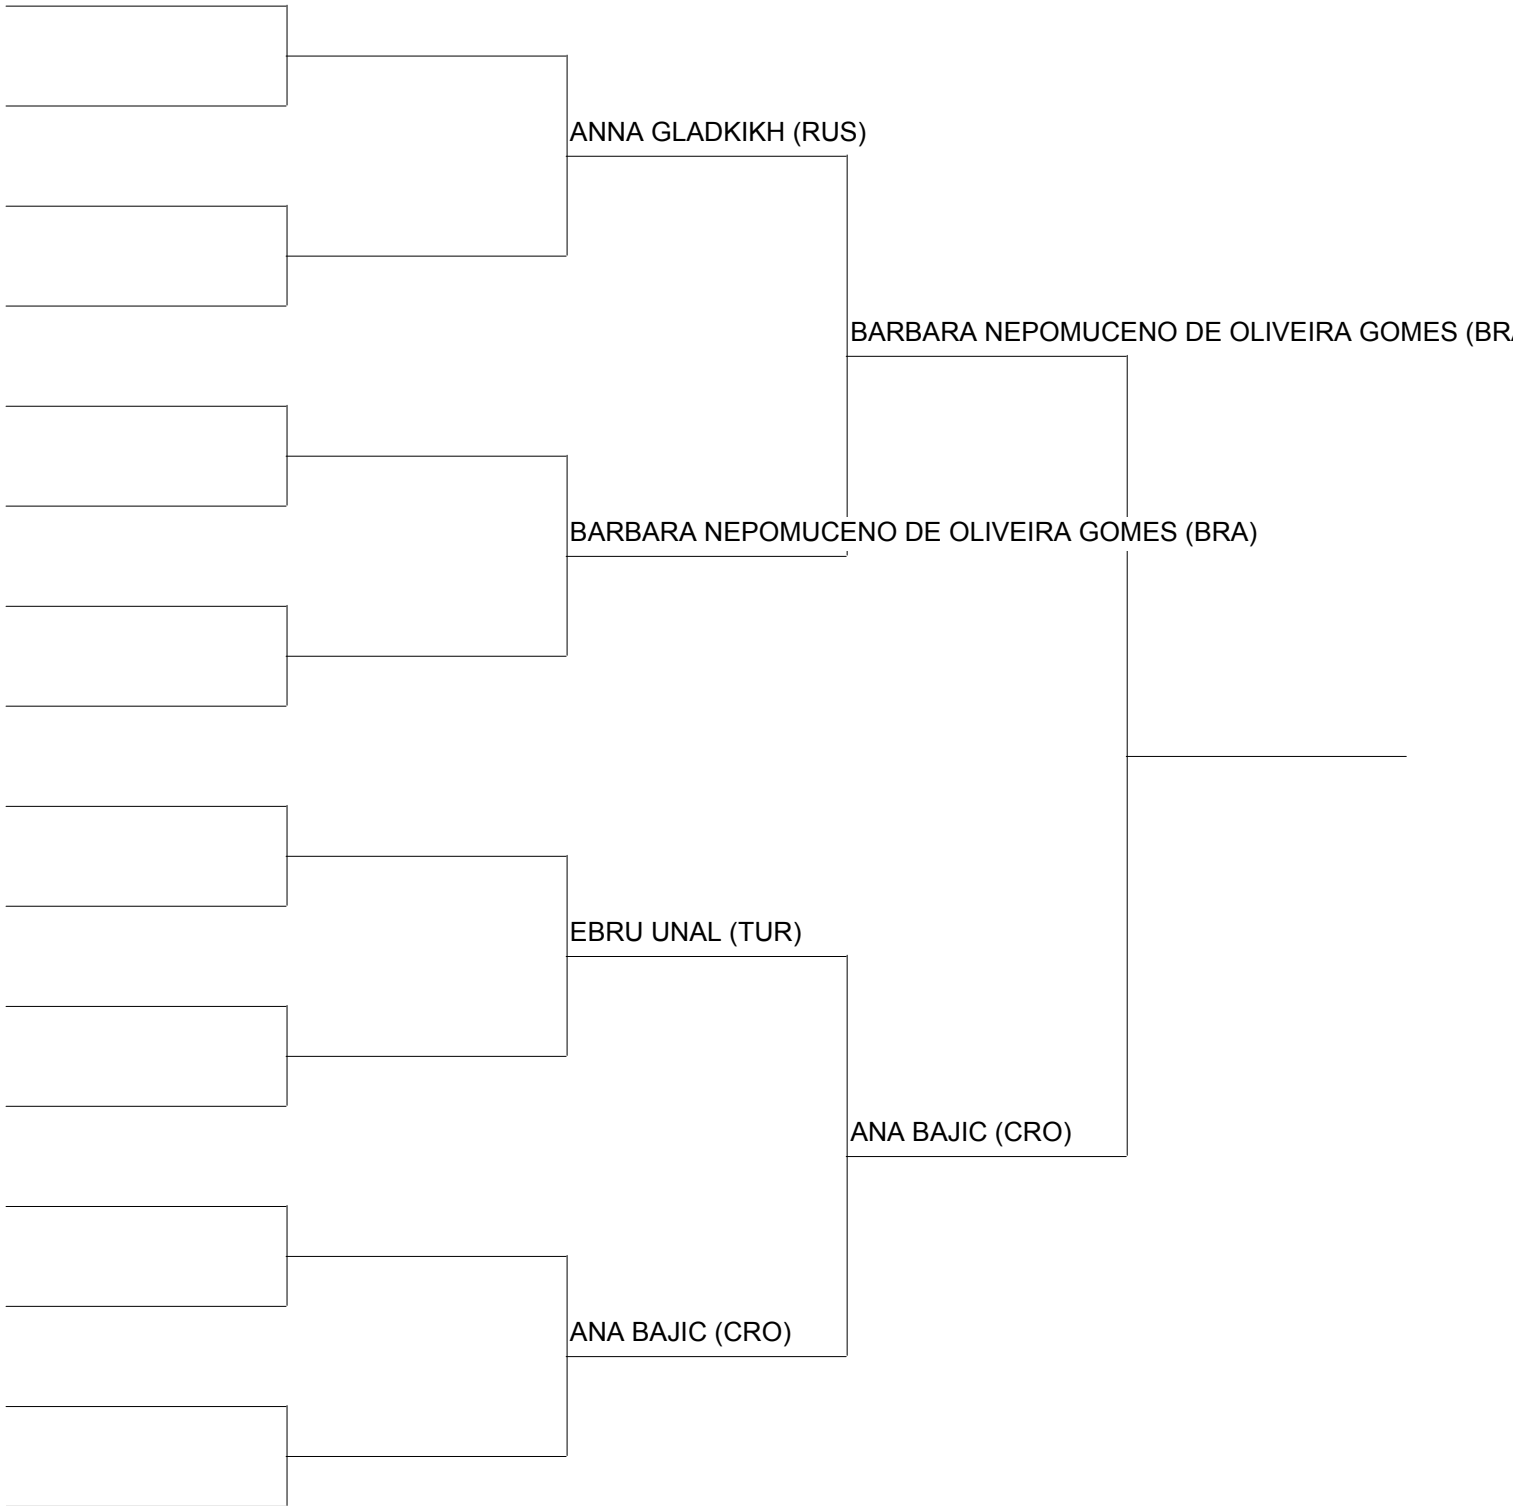 ANNA GLADKIKH (RUS)
BARBARA NEPOMUCENO DE OLIVEIRA GOMES (BR
BARBARA NEPOMUCENO DE OLIVEIRA GOMES (BRA)
EBRU UNAL (TUR)
ANA BAJIC (CRO)
ANA BAJIC (CRO)